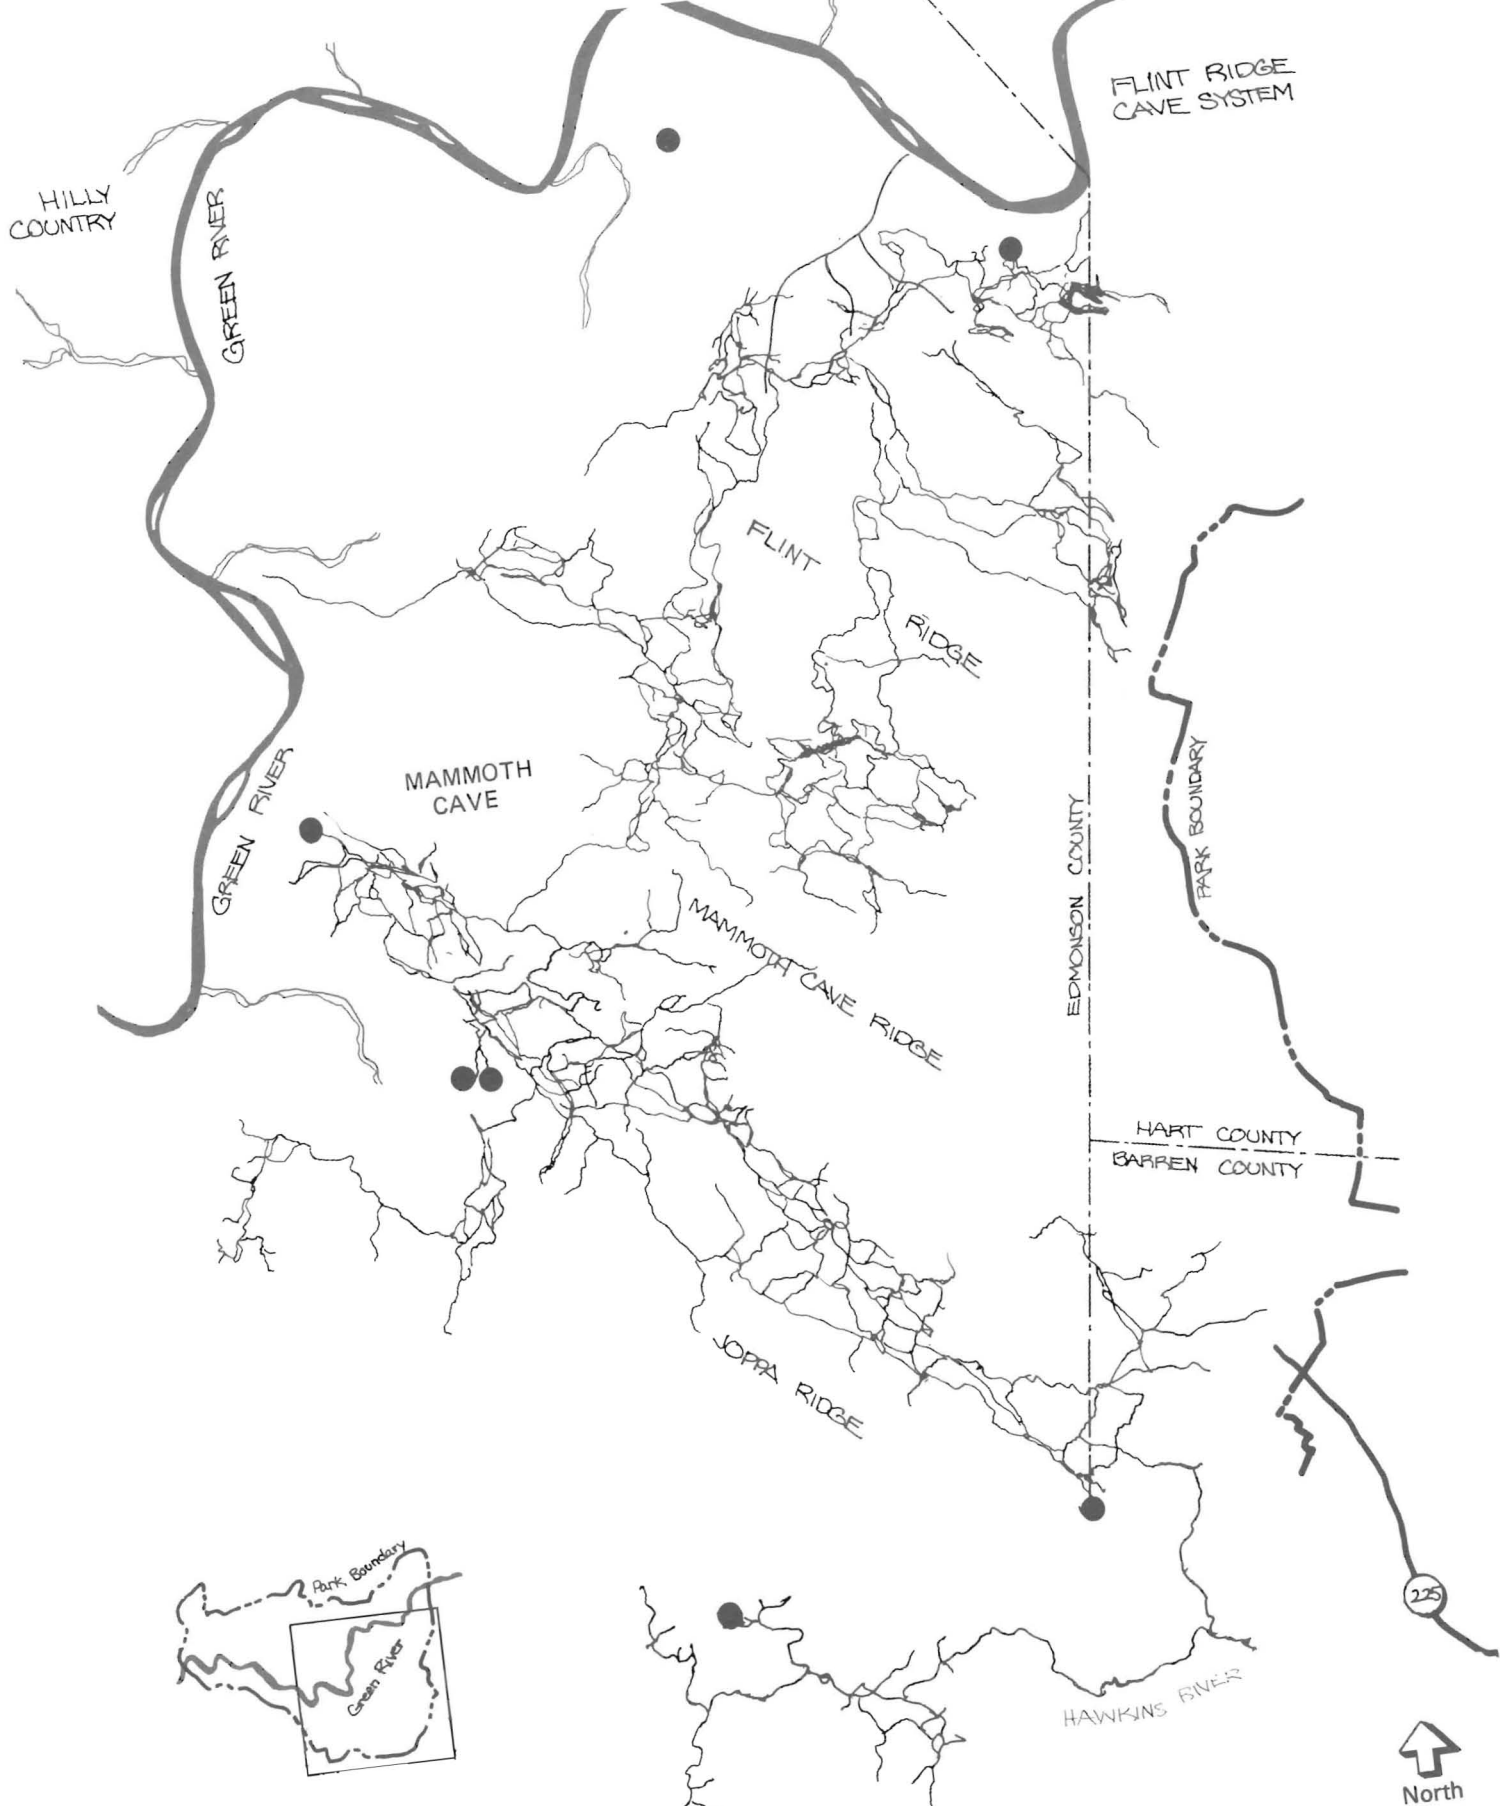 FLINT RIDGE
CAVE SYSTEM
HILLY
COUNTRY
GREEN RIVER
FLINT
RIDGE
MAMMOTH
CAVE
GREEN RIVER
PARK BOUNDARY
EDMONSON COUNTY
MAMMOTH CAVE RIDGE
HART COUNTY
BARREN COUNTY
JOPPA RIDGE
225
Park Boundary
Green River
HAWKINS RIVER
North